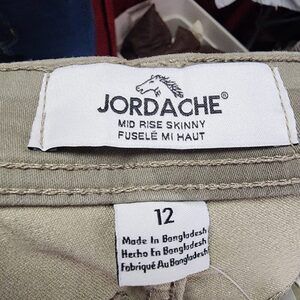 JORDACHE®
MID RISE SKINNY
FUSELÉ MI HAUT
12
Made In Bangladesh
Hecho En Bangladesh
Fabriqué Au Bangladesh